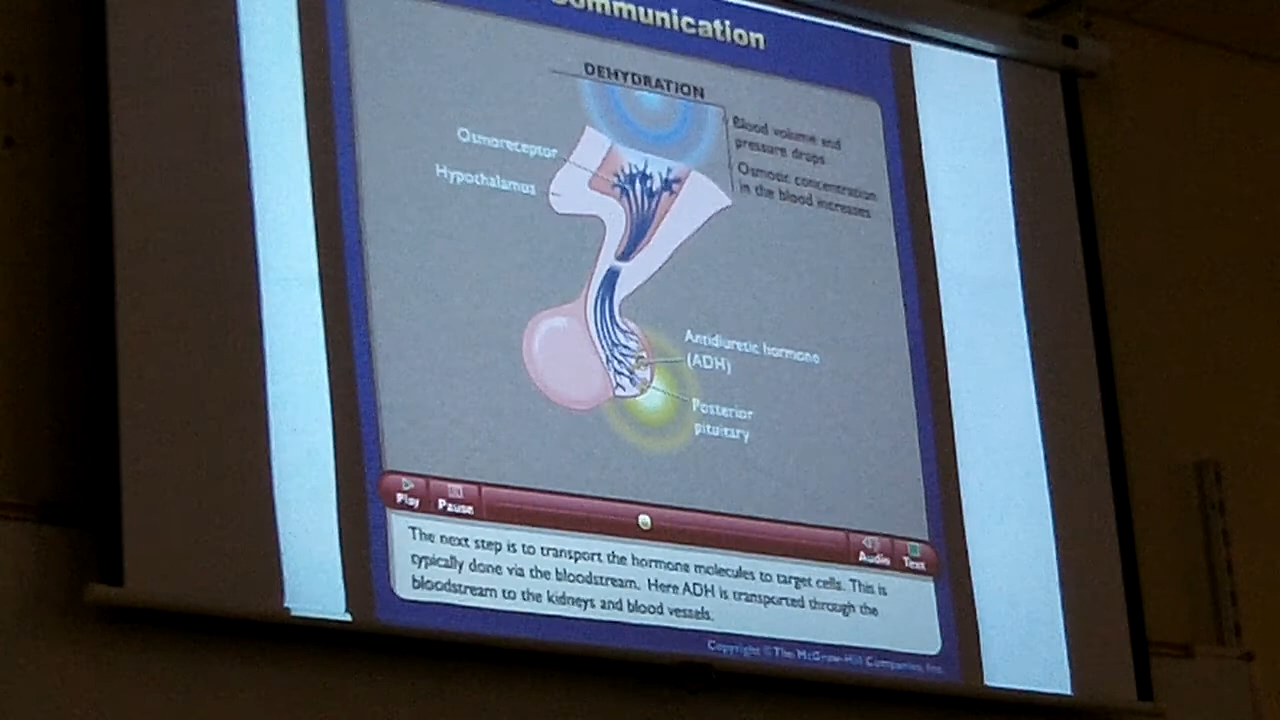 Communication
DEHYDRATION
Blood volume and
pressure drops
Osmotic concentration
in the blood increases
Osmoreceptor
Hypothalamus
Antidiuretic hormone
(ADH)
Posterior
pituitary
Play
Pause
Audio
Text
The next step is to transport the hormone molecules to target cells. This is
typically done via the bloodstream. Here ADH is transported through the
bloodstream to the kidneys and blood vessels.
Copyright © The McGraw-Hill Companies, Inc.